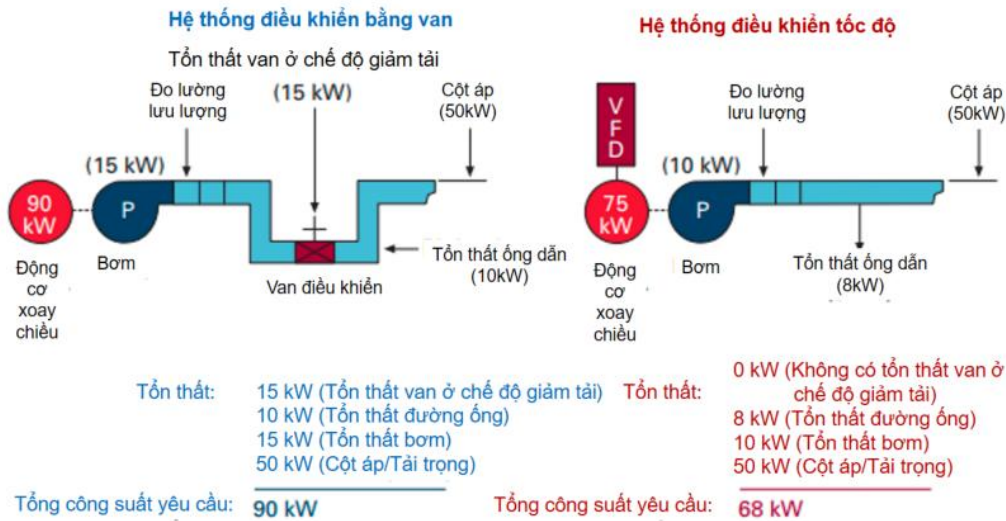 Hệ thống điều khiển bằng van
Tổn thất van ở chế độ giảm tải
Đo lường
lưu lượng
(15 kW)
Cột áp
(50kW)
(15 kW)
90
kW
P
Động
cơ
xoay
chiều
Bơm
Van điều khiển
Tổn thất ống dẫn
(10kW)
Hệ thống điều khiển tốc độ
V
F
D
Đo lường
lưu lượng
Cột áp
(50kW)
(10 kW)
75
kW
P
Động
cơ
xoay
chiều
Bơm
Tổn thất ống dẫn
(8kW)
Tổn thất:
15 kW (Tổn thất van ở chế độ giảm tải)
10 kW (Tổn thất đường ống)
15 kW (Tổn thất bơm)
50 kW (Cột áp/Tải trọng)
Tổng công suất yêu cầu: 90 kW
Tổn thất:
0 kW (Không có tổn thất van ở
chế độ giảm tải)
8 kW (Tổn thất đường ống)
10 kW (Tổn thất bơm)
50 kW (Cột áp/Tải trọng)
Tổng công suất yêu cầu: 68 kW